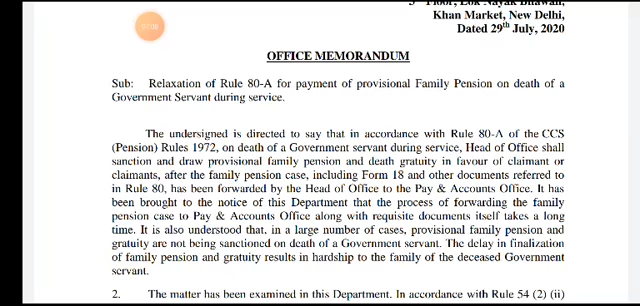 Floor, Lok Nayak Bhawan,
Khan Market, New Delhi,
Dated 29th July, 2020
OFFICE MEMORANDUM
Sub: Relaxation of Rule 80-A for payment of provisional Family Pension on death of a
Government Servant during service.
The undersigned is directed to say that in accordance with Rule 80-A of the CCS
(Pension) Rules 1972, on death of a Government servant during service, Head of Office shall
sanction and draw provisional family pension and death gratuity in favour of claimant or
claimants, after the family pension case, including Form 18 and other documents referred to
in Rule 80, has been forwarded by the Head of Office to the Pay & Accounts Office. It has
been brought to the notice of this Department that the process of forwarding the family
pension case to Pay & Accounts Office along with requisite documents itself takes a long
time. It is also understood that, in a large number of cases, provisional family pension and
gratuity are not being sanctioned on death of a Government servant. The delay in finalization
of family pension and gratuity results in hardship to the family of the deceased Government
servant.
2. The matter has been examined in this Department. In accordance with Rule 54 (2) (ii)